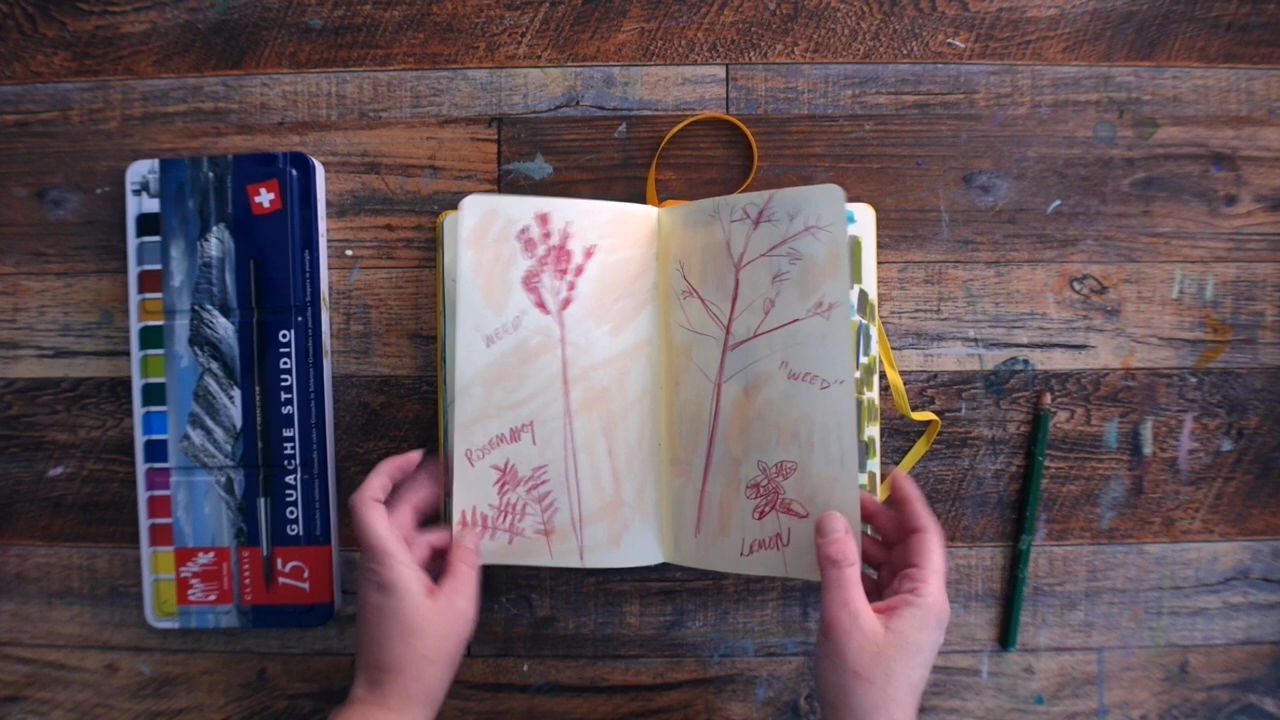 GOUACHE STUDIO
CLASSIC
15
"WEED"
ROSEMARY
"WEED"
LEMON